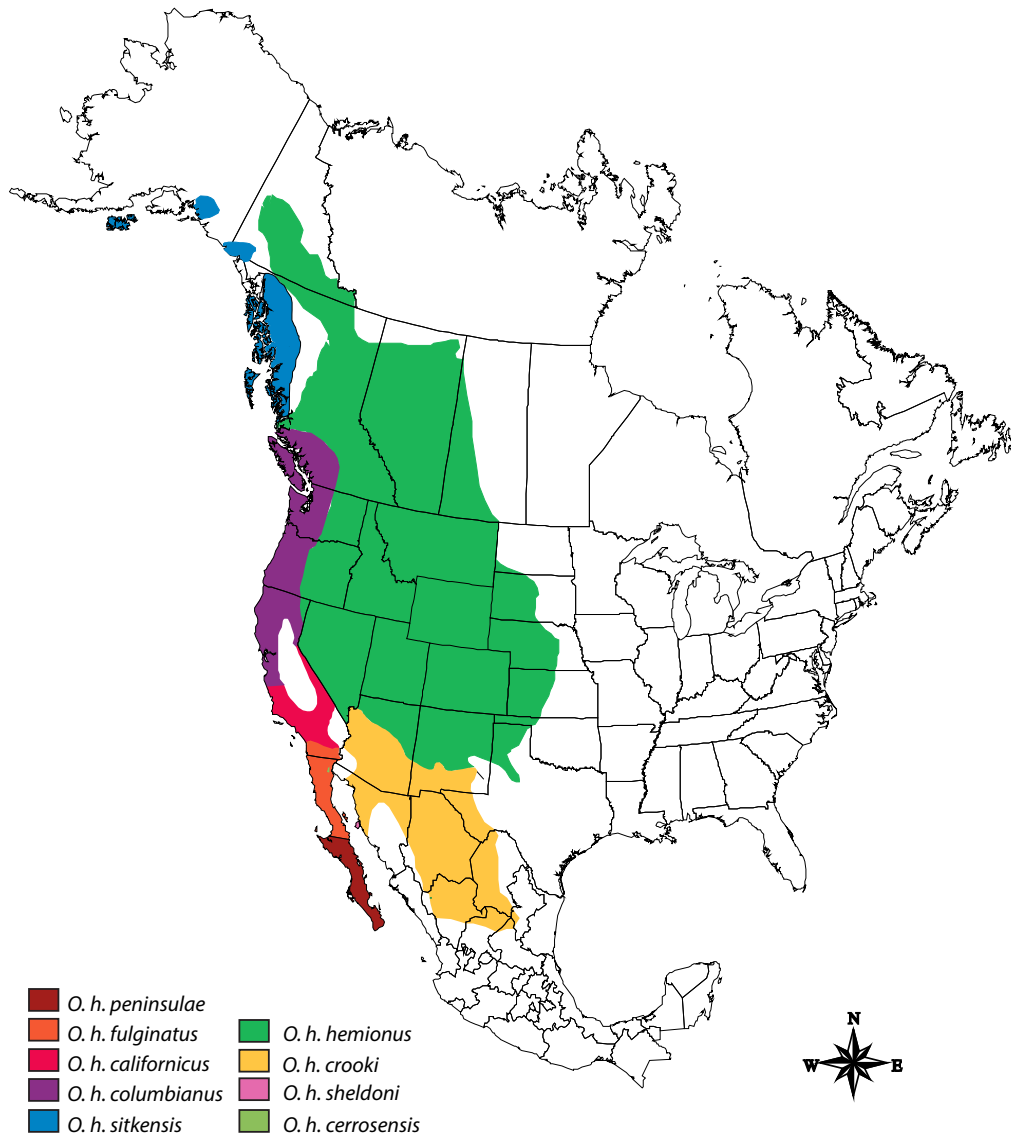 O. h. peninsulae
O. h. fulginatus
O. h. californicus
O. h. columbianus
O. h. sitkensis
O. h. hemionus
O. h. crooki
O. h. sheldoni
O. h. cerrosensis
N
W E
S